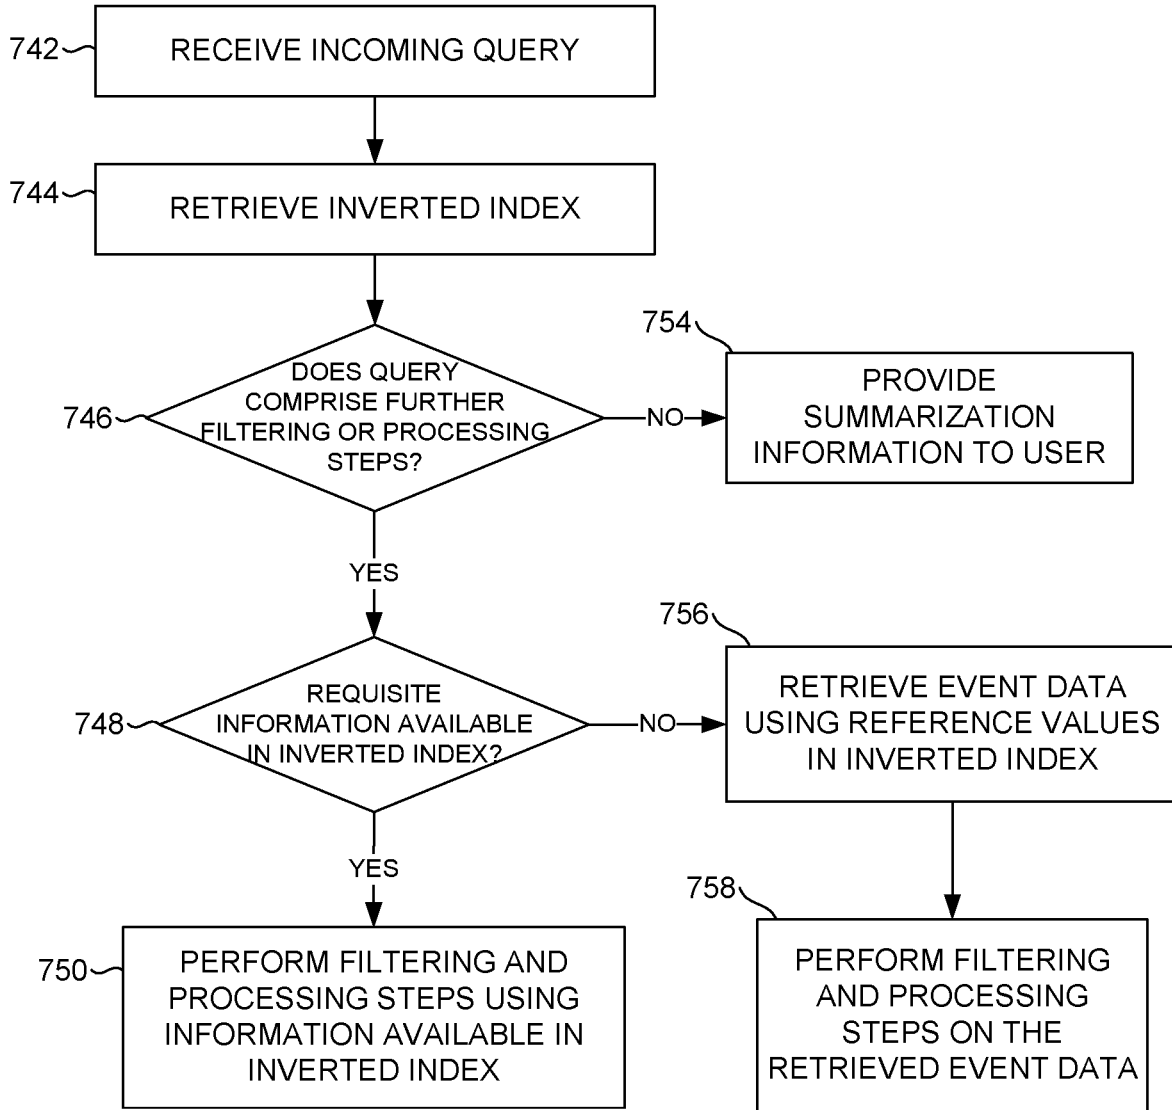 742
RECEIVE INCOMING QUERY
744
RETRIEVE INVERTED INDEX
746
DOES QUERY
COMPRISE FURTHER
FILTERING OR PROCESSING
STEPS?
NO
754
PROVIDE
SUMMARIZATION
INFORMATION TO USER
YES
748
REQUISITE
INFORMATION AVAILABLE
IN INVERTED INDEX?
NO
756
RETRIEVE EVENT DATA
USING REFERENCE VALUES
IN INVERTED INDEX
YES
750
PERFORM FILTERING AND
PROCESSING STEPS USING
INFORMATION AVAILABLE IN
INVERTED INDEX
758
PERFORM FILTERING
AND PROCESSING
STEPS ON THE
RETRIEVED EVENT DATA